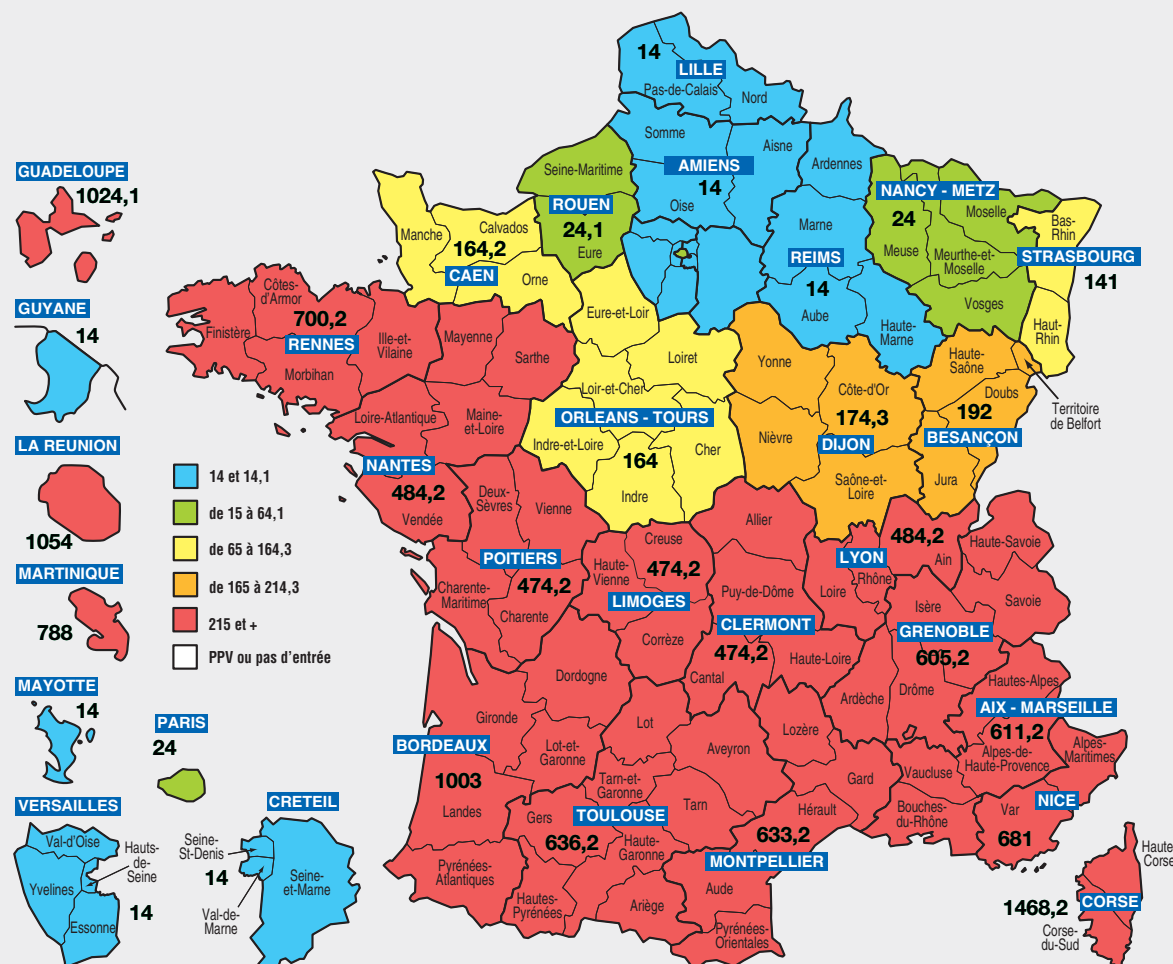 14
LILLE
Pas-de-Calais
Nord
Somme
Aisne
AMIENS
14
Oise
Ardennes
Seine-Maritime
ROUEN
24,1
Eure
NANCY - METZ
24
Moselle
Meuse
Meurthe-et-
Moselle
Vosges
Marne
REIMS
14
Aube
Haute-
Marne
Bas-
Rhin
STRASBOURG
141
Haut-
Rhin
Manche
Calvados
164,2
CAEN
Orne
GUADELOUPE
1024,1
GUYANE
14
LA REUNION
1054
MARTINIQUE
788
MAYOTTE
14
PARIS
24
VERSAILLES
Val-d'Oise
Hauts-
de-
Seine
Yvelines
14
Essonne
CRETEIL
Seine-
St-Denis
14
Seine-
et-Marne
Val-de-
Marne
14 et 14,1
de 15 à 64,1
de 65 à 164,3
de 165 à 214,3
215 et +
PPV ou pas d'entrée
Côtes-
d'Armor
Finistère
700,2
RENNES
Ille-et-
Vilaine
Morbihan
Mayenne
Sarthe
Loire-Atlantique
Maine-
et-Loire
NANTES
484,2
Vendée
Eure-et-Loir
Loiret
Loir-et-Cher
ORLEANS - TOURS
Indre-et-Loire
164
Cher
Indre
Yonne
Côte-d'Or
174,3
Nièvre
DIJON
Saône-et-
Loire
Haute-
Saône
Doubs
192
BESANÇON
Jura
Territoire
de Belfort
Deux-
Sèvres
Vienne
POITIERS
474,2
Charente-
Maritime
Charente
Creuse
Haute-
Vienne
474,2
LIMOGES
Corrèze
Allier
Puy-de-Dôme
CLERMONT
474,2
Haute-Loire
Cantal
LYON
484,2
Ain
Rhône
Loire
Haute-Savoie
Savoie
Isère
GRENOBLE
605,2
Ardèche
Drôme
Hautes-Alpes
AIX - MARSEILLE
611,2
Alpes-de-
Haute-Provence
Vaucluse
Bouches-
du-Rhône
Alpes-
Maritimes
NICE
Var
681
Dordogne
Gironde
BORDEAUX
1003
Landes
Lot-et-
Garonne
Pyrénées-
Atlantiques
Lot
Aveyron
Tarn-et-
Garonne
Tarn
Gers
TOULOUSE
636,2
Haute-
Garonne
Hautes-
Pyrénées
Ariège
Lozère
Gard
Hérault
633,2
MONTPELLIER
Aude
Pyrénées-
Orientales
Haute
Corse
1468,2
CORSE
Corse-
du-Sud